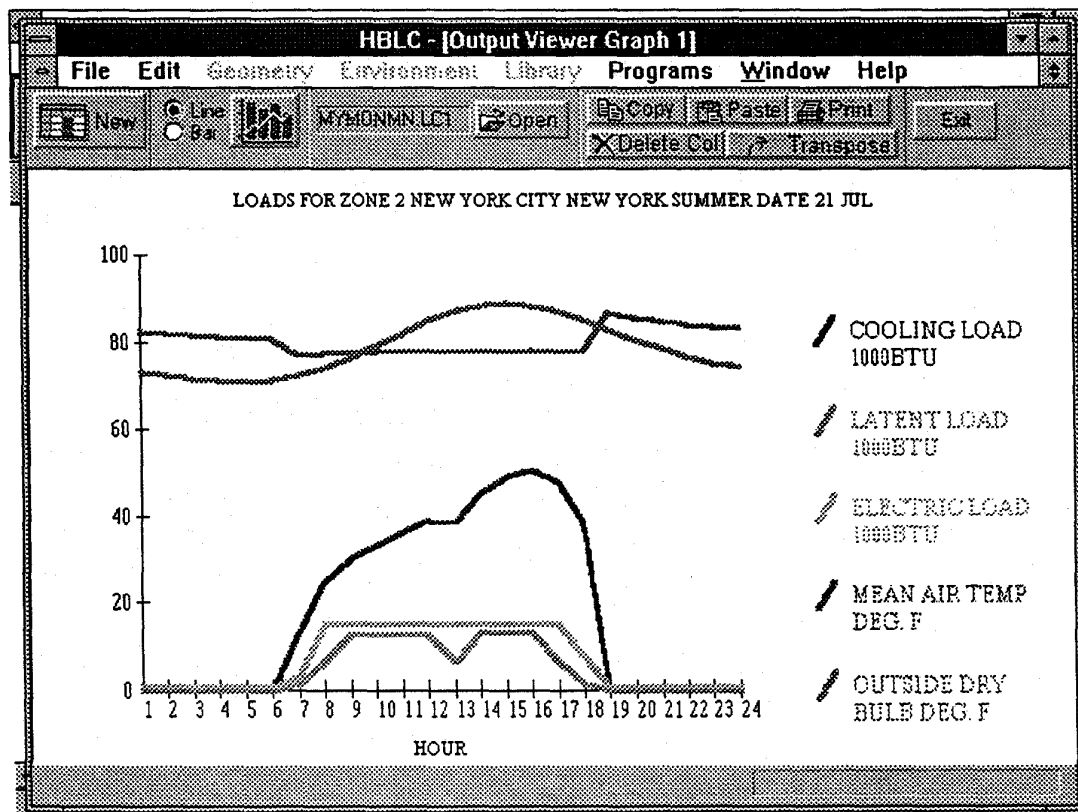 HBLC - [Output Viewer Graph 1]
File Edit Geometry Environment Library Programs Window Help
New
Line
Bar
MYMONMN.LC1
Open
Copy
Paste
Print
Delete Col
Transpose
Exit
LOADS FOR ZONE 2 NEW YORK CITY NEW YORK SUMMER DATE 21 JUL
100
80
60
40
20
0
1 2 3 4 5 6 7 8 9 10 11 12 13 14 15 16 17 18 19 20 21 22 23 24
HOUR
COOLING LOAD
1000BTU
LATENT LOAD
1000BTU
ELECTRIC LOAD
1000BTU
MEAN AIR TEMP
DEG. F
OUTSIDE DRY
BULB DEG. F